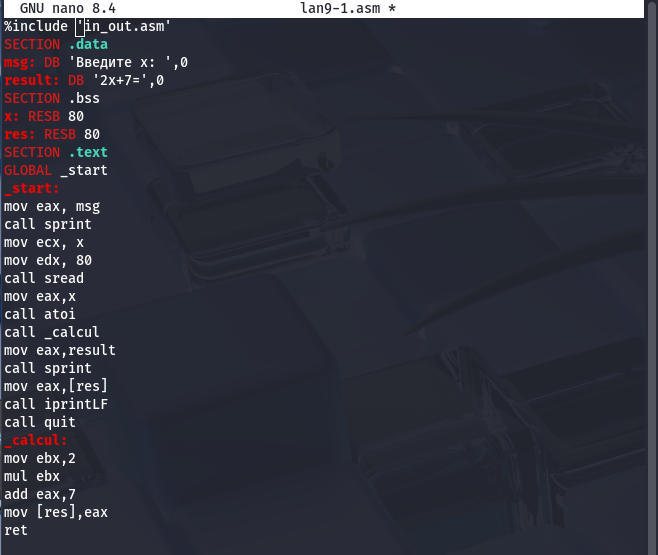 GNU nano 8.4 lan9-1.asm *
%include 'in_out.asm'
SECTION .data
msg: DB 'Введите x: ',0
result: DB '2x+7=',0
SECTION .bss
x: RESB 80
res: RESB 80
SECTION .text
GLOBAL _start
_start:
mov eax, msg
call sprint
mov ecx, x
mov edx, 80
call sread
mov eax,x
call atoi
call _calcul
mov eax,result
call sprint
mov eax,[res]
call iprintLF
call quit
_calcul:
mov ebx,2
mul ebx
add eax,7
mov [res],eax
ret